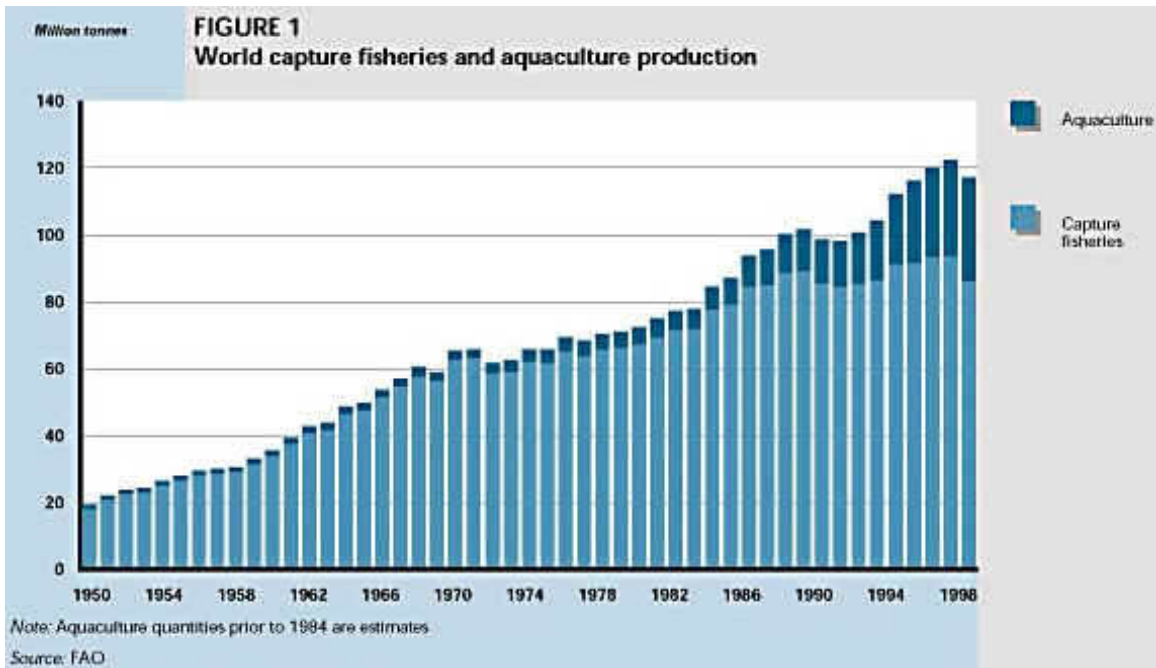 Million tonnes
FIGURE 1
World capture fisheries and aquaculture production
140
120
100
80
60
40
20
0
1950 1954 1958 1962 1966 1970 1974 1978 1982 1986 1990 1994 1998
Aquaculture
Capture
fisheries
Note: Aquaculture quantities prior to 1984 are estimates
Source: FAO